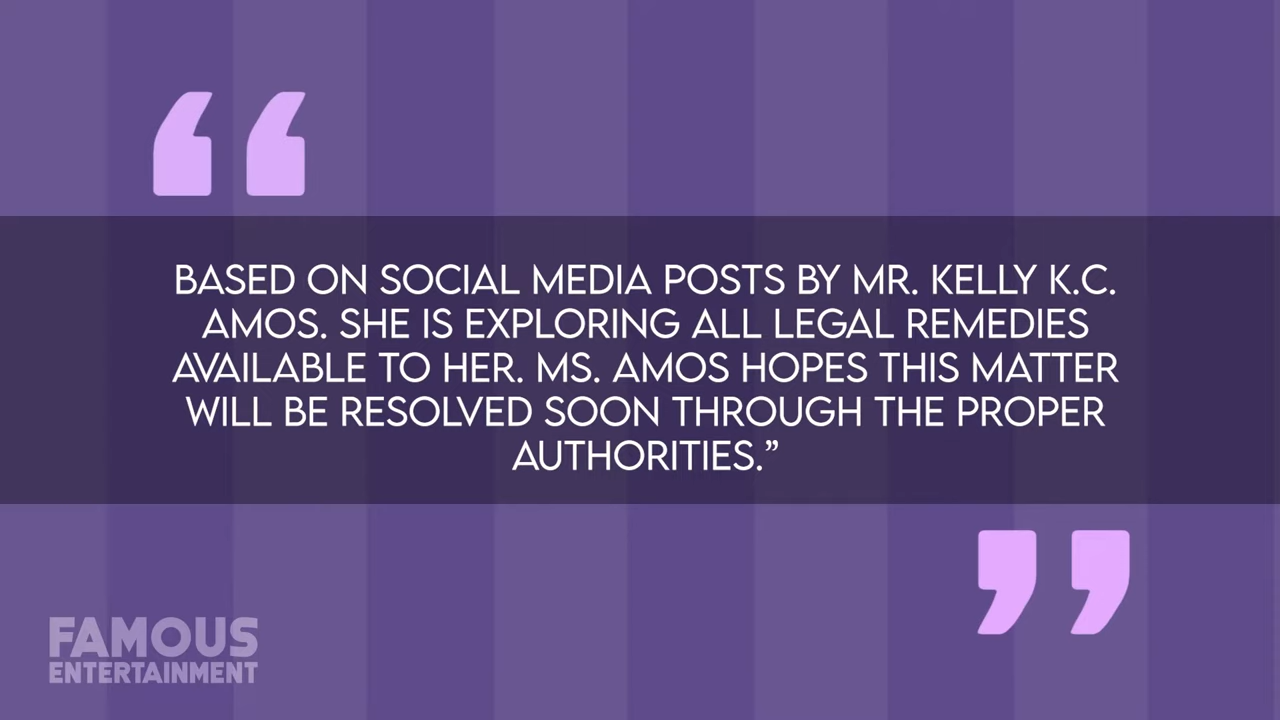 BASED ON SOCIAL MEDIA POSTS BY MR. KELLY K.C.
AMOS. SHE IS EXPLORING ALL LEGAL REMEDIES
AVAILABLE TO HER. MS. AMOS HOPES THIS MATTER
WILL BE RESOLVED SOON THROUGH THE PROPER
AUTHORITIES.”
FAMOUS
ENTERTAINMENT